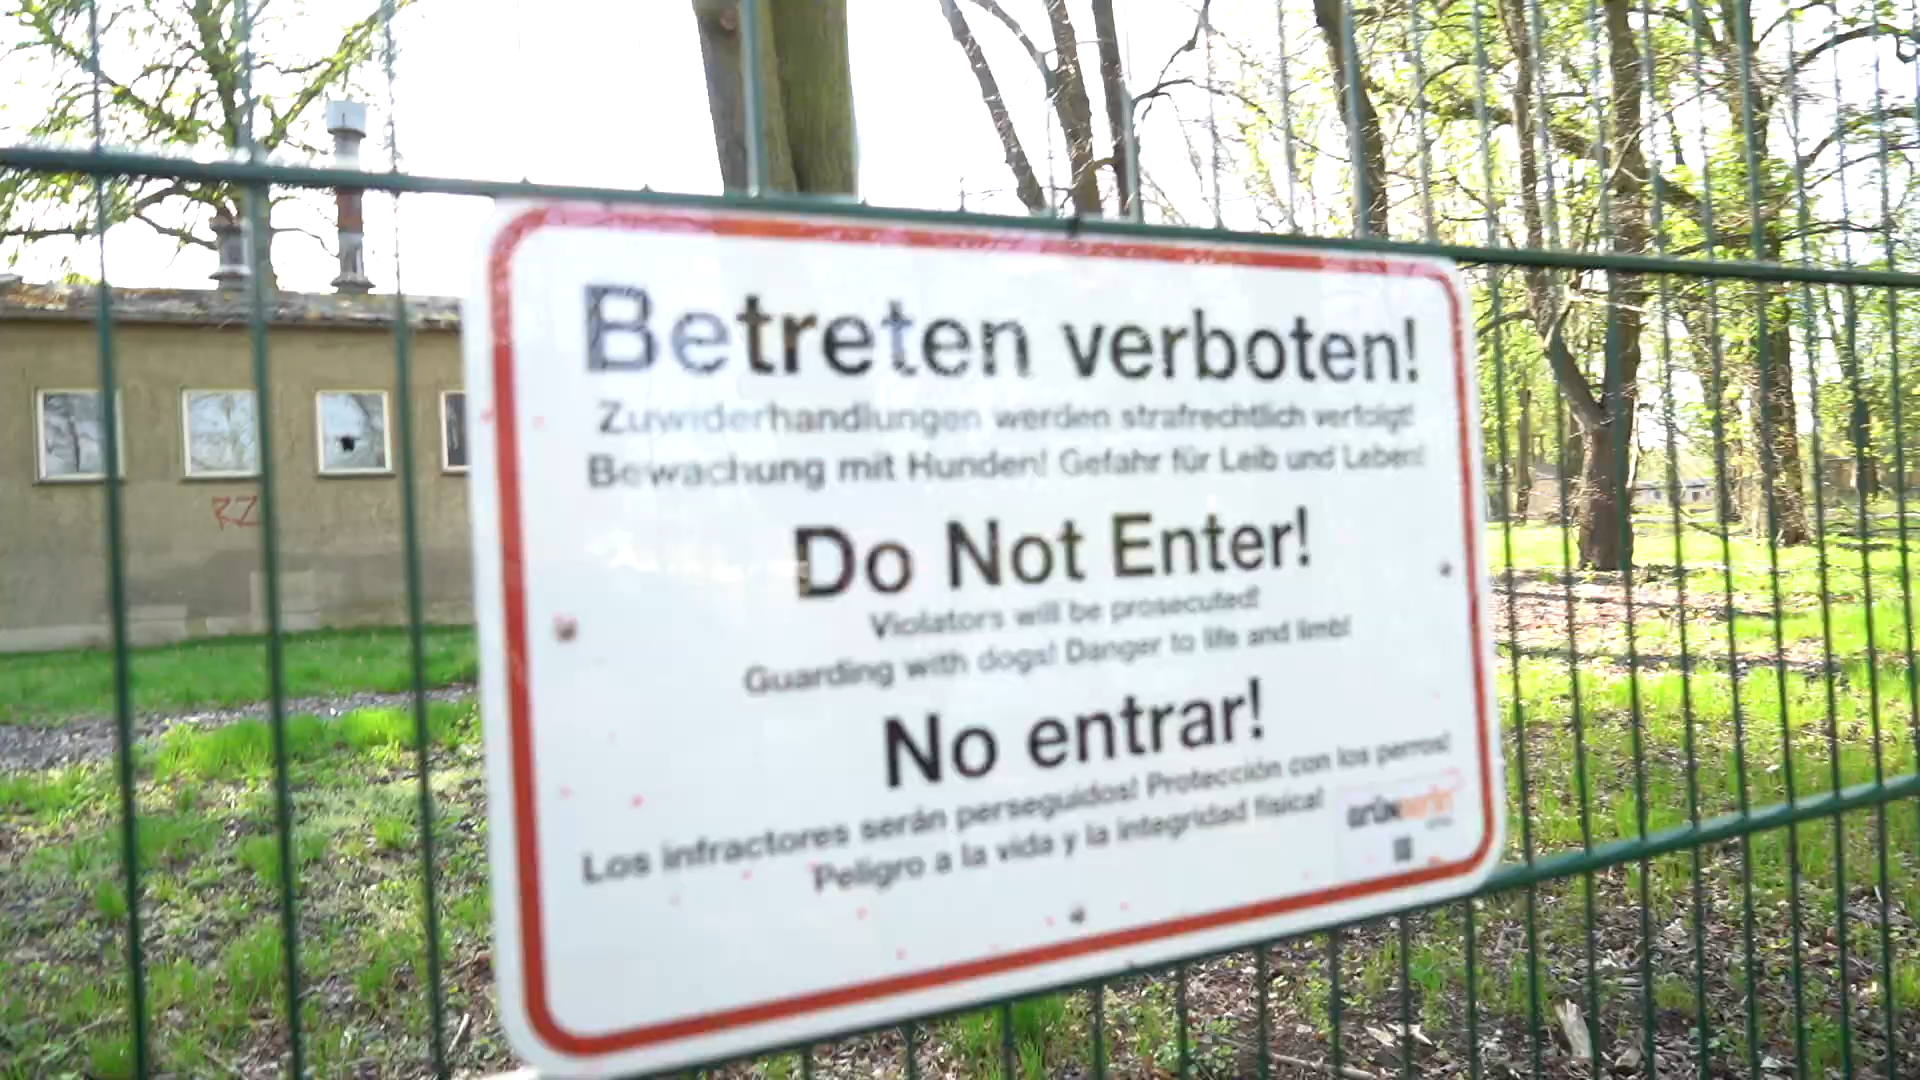 Betreten verboten!
Zuwiderhandlungen werden strafrechtlich verfolgt!
Bewachung mit Hunden! Gefahr für Leib und Leben!
Do Not Enter!
Violators will be prosecuted!
Guarding with dogs! Danger to life and limb!
No entrar!
Los infractores serán perseguidos! Protección con los perros!
Peligro a la vida y la integridad física!
RZ